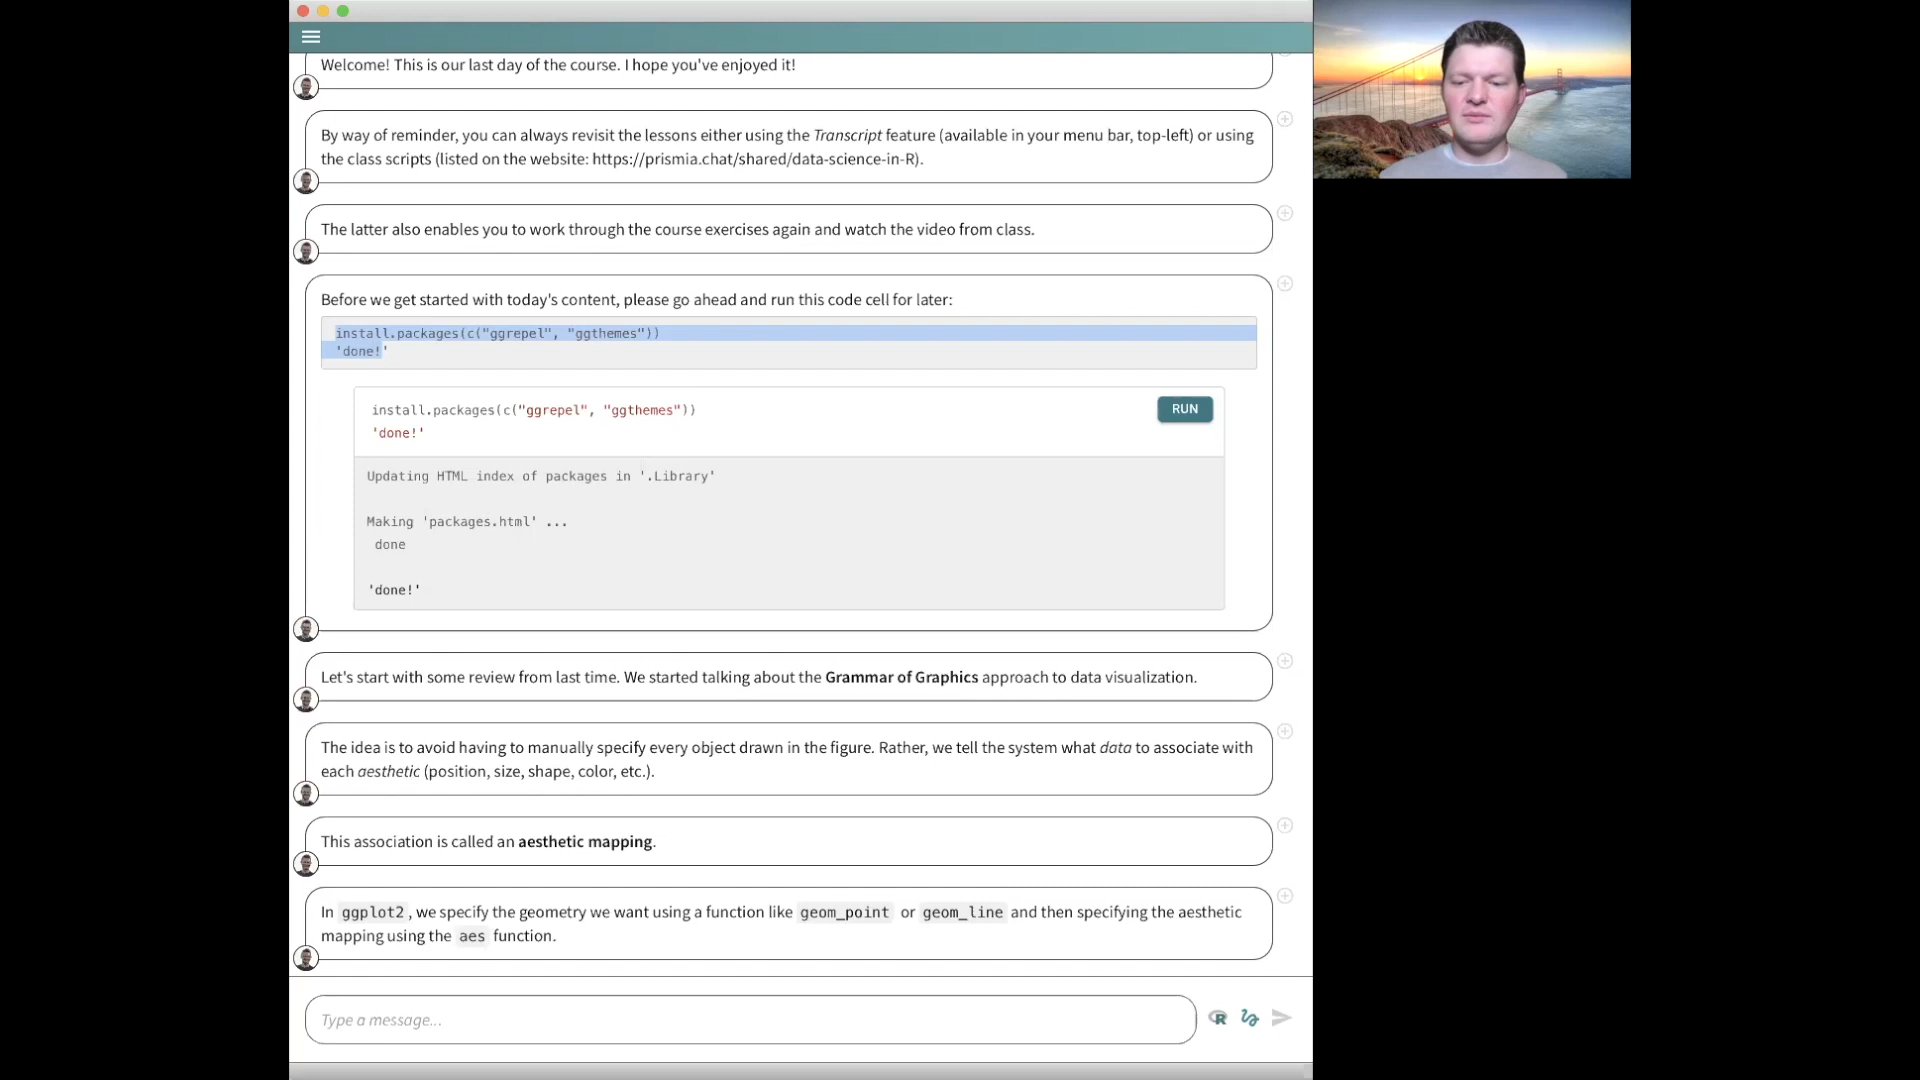 Welcome! This is our last day of the course. I hope you've enjoyed it!
By way of reminder, you can always revisit the lessons either using the Transcript feature (available in your menu bar, top-left) or using
the class scripts (listed on the website: https://prismia.chat/shared/data-science-in-R).
The latter also enables you to work through the course exercises again and watch the video from class.
Before we get started with today's content, please go ahead and run this code cell for later:
install.packages(c("ggrepel", "ggthemes"))
'done!'
install.packages(c("ggrepel", "ggthemes"))
RUN
'done!'
Updating HTML index of packages in '.Library'
Making 'packages.html' ...
done
'done!'
Let's start with some review from last time. We started talking about the Grammar of Graphics approach to data visualization.
The idea is to avoid having to manually specify every object drawn in the figure. Rather, we tell the system what data to associate with
each aesthetic (position, size, shape, color, etc.).
This association is called an aesthetic mapping.
In ggplot2, we specify the geometry we want using a function like geom_point or geom_line and then specifying the aesthetic
mapping using the aes function.
Type a message...
R